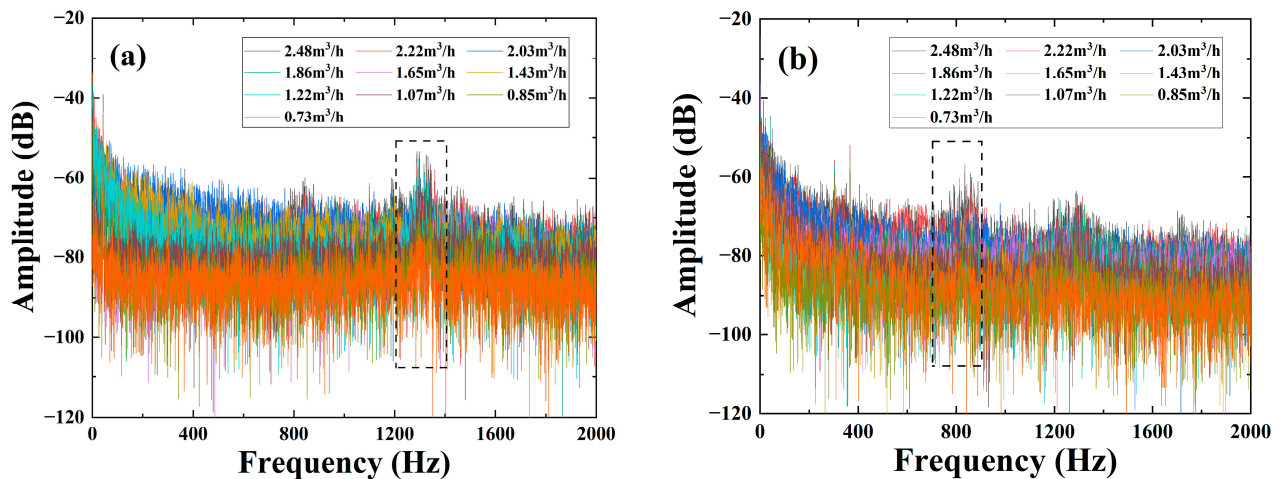 (a)
2.48m³/h 2.22m³/h 2.03m³/h
1.86m³/h 1.65m³/h 1.43m³/h
1.22m³/h 1.07m³/h 0.85m³/h
0.73m³/h
Amplitude (dB)
−20
−40
−60
−80
−100
−120
0 400 800 1200 1600 2000
Frequency (Hz)
(b)
2.48m³/h 2.22m³/h 2.03m³/h
1.86m³/h 1.65m³/h 1.43m³/h
1.22m³/h 1.07m³/h 0.85m³/h
0.73m³/h
Amplitude (dB)
−20
−40
−60
−80
−100
−120
0 400 800 1200 1600 2000
Frequency (Hz)